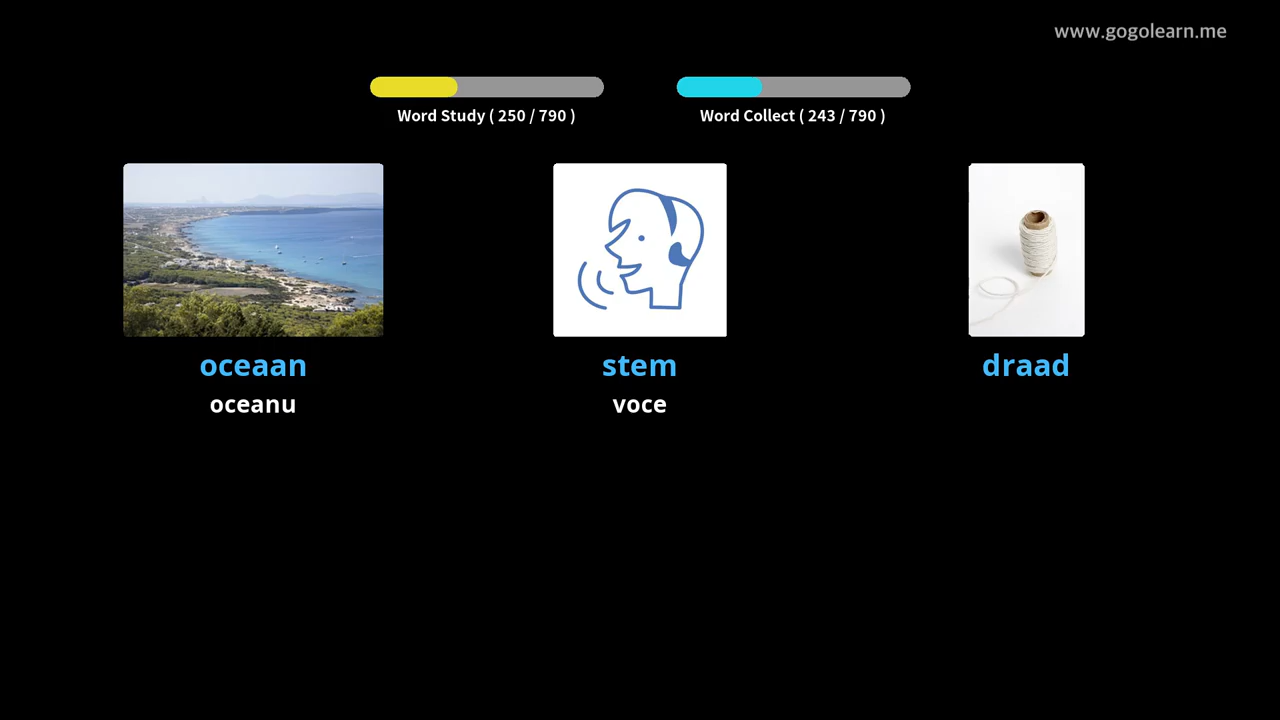 www.gogolearn.me
Word Study ( 250 / 790 )
Word Collect ( 243 / 790 )
oceaan
stem
draad
oceanu
voce